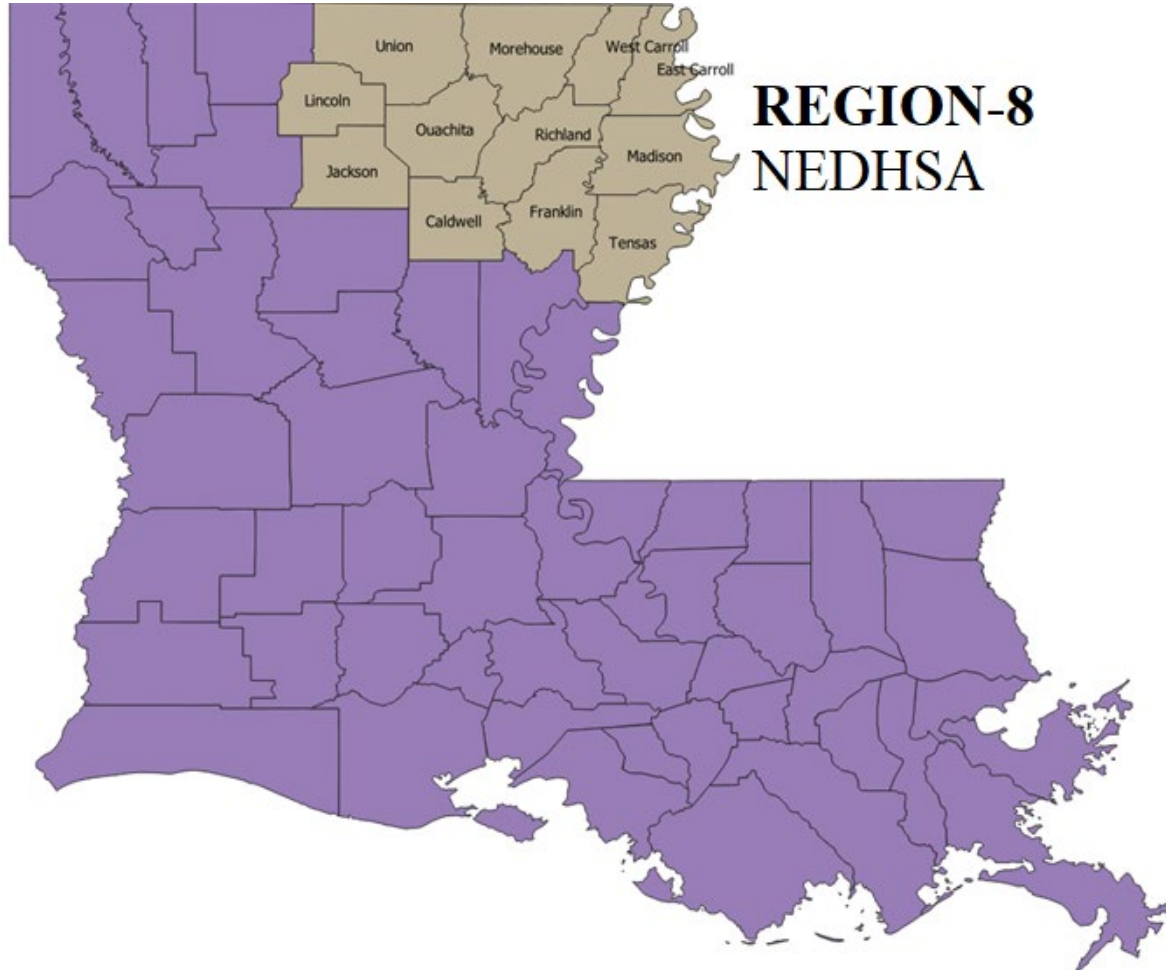 Union
Morehouse
West Carroll
East Carroll
REGION-8
NEDHSA
Lincoln
Ouachita
Richland
Madison
Jackson
Caldwell
Franklin
Tensas